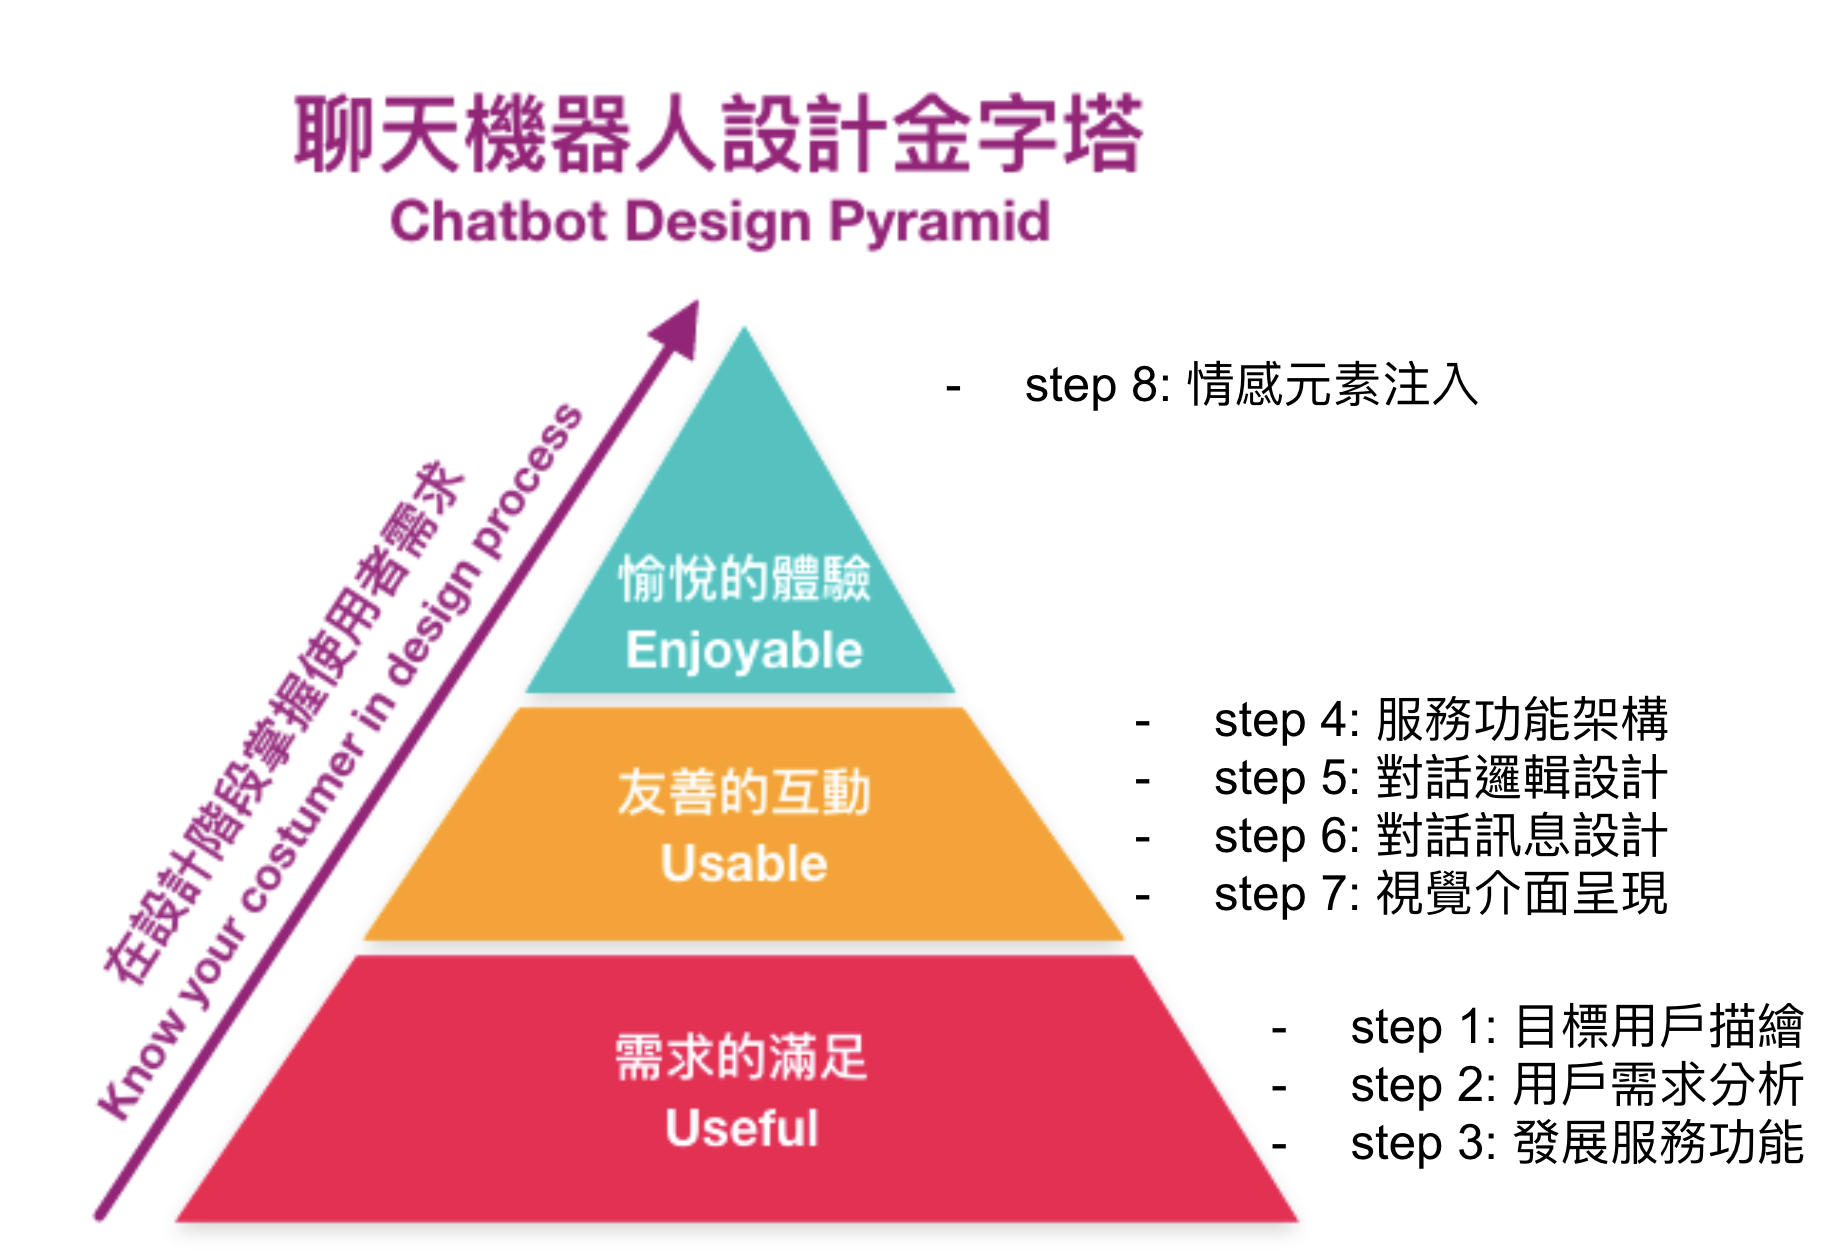 聊天機器人設計金字塔
Chatbot Design Pyramid
在設計階段掌握使用者需求
Know your costumer in design process
- step 8: 情感元素注入
愉悅的體驗
Enjoyable
- step 4: 服務功能架構
- step 5: 對話邏輯設計
- step 6: 對話訊息設計
- step 7: 視覺介面呈現
友善的互動
Usable
- step 1: 目標用戶描繪
- step 2: 用戶需求分析
- step 3: 發展服務功能
需求的滿足
Useful